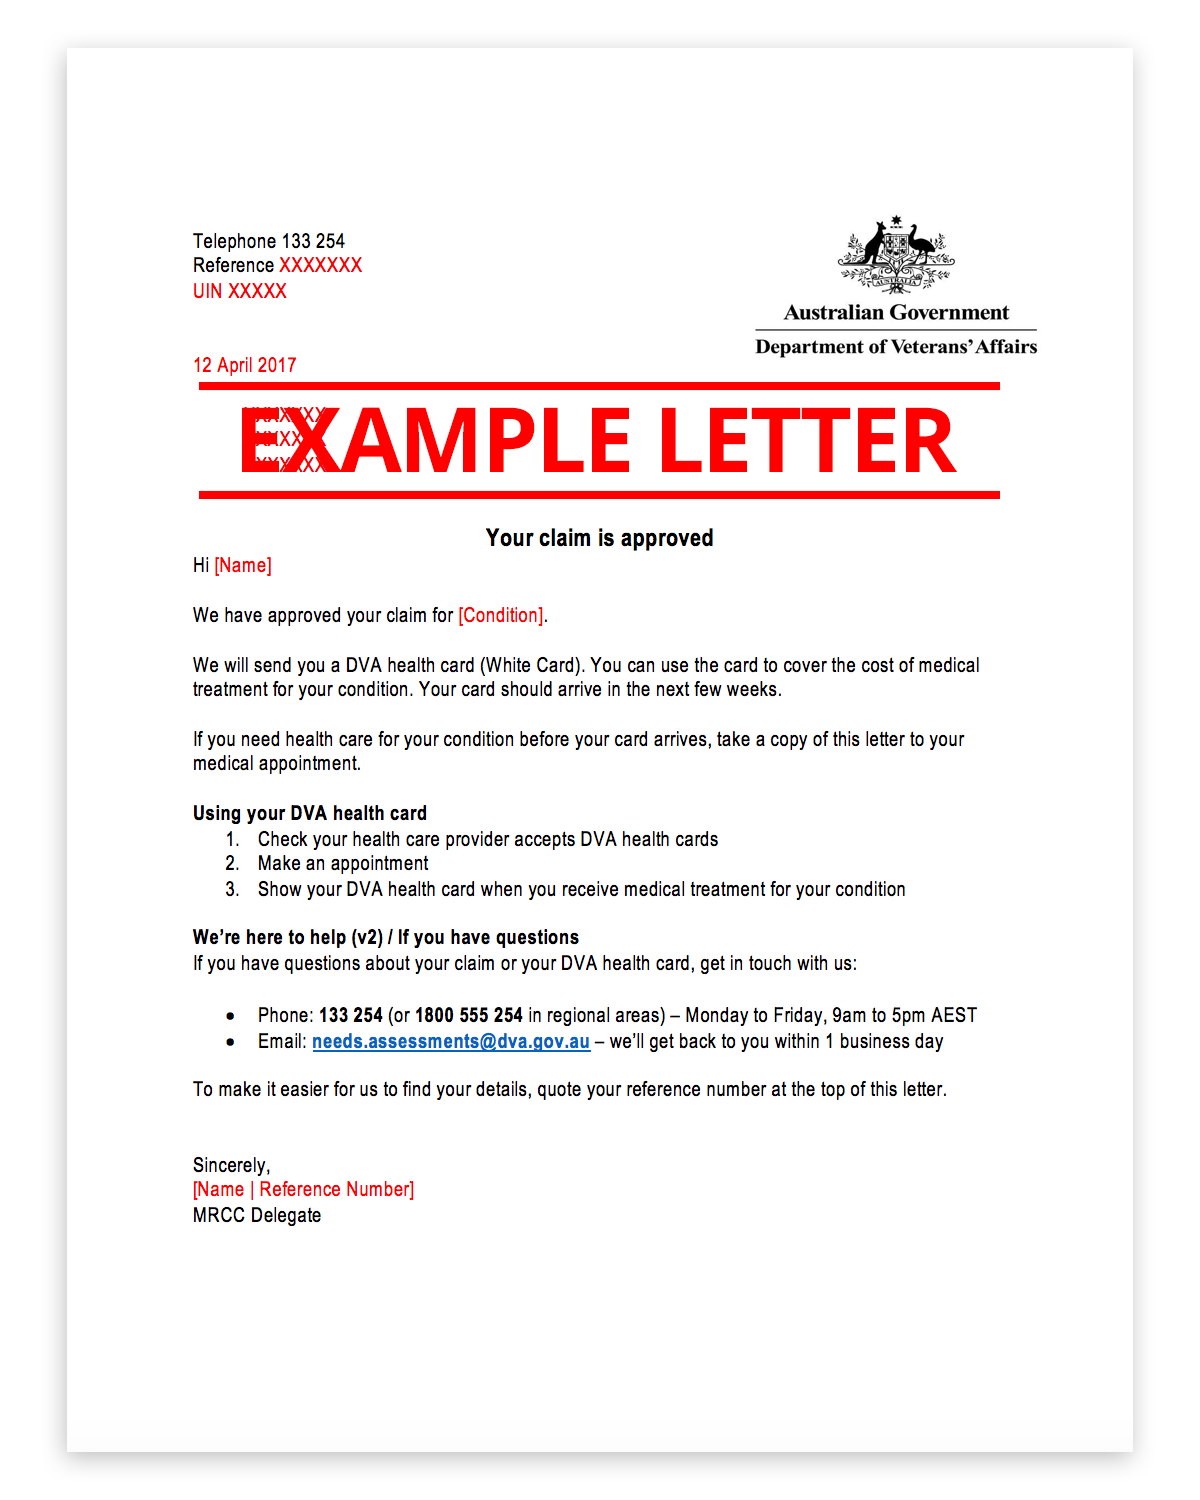 Telephone 133 254
Reference XXXXXXX
UIN XXXXX
AUSTRALIA
Australian Government
Department of Veterans' Affairs
12 April 2017
EXAMPLE LETTER
Your claim is approved
Hi [Name]
We have approved your claim for [Condition].
We will send you a DVA health card (White Card). You can use the card to cover the cost of medical
treatment for your condition. Your card should arrive in the next few weeks.
If you need health care for your condition before your card arrives, take a copy of this letter to your
medical appointment.
Using your DVA health card
1. Check your health care provider accepts DVA health cards
2. Make an appointment
3. Show your DVA health card when you receive medical treatment for your condition
We’re here to help (v2) / If you have questions
If you have questions about your claim or your DVA health card, get in touch with us:
• Phone: 133 254 (or 1800 555 254 in regional areas) – Monday to Friday, 9am to 5pm AEST
• Email: needs.assessments@dva.gov.au – we’ll get back to you within 1 business day
To make it easier for us to find your details, quote your reference number at the top of this letter.
Sincerely,
[Name | Reference Number]
MRCC Delegate